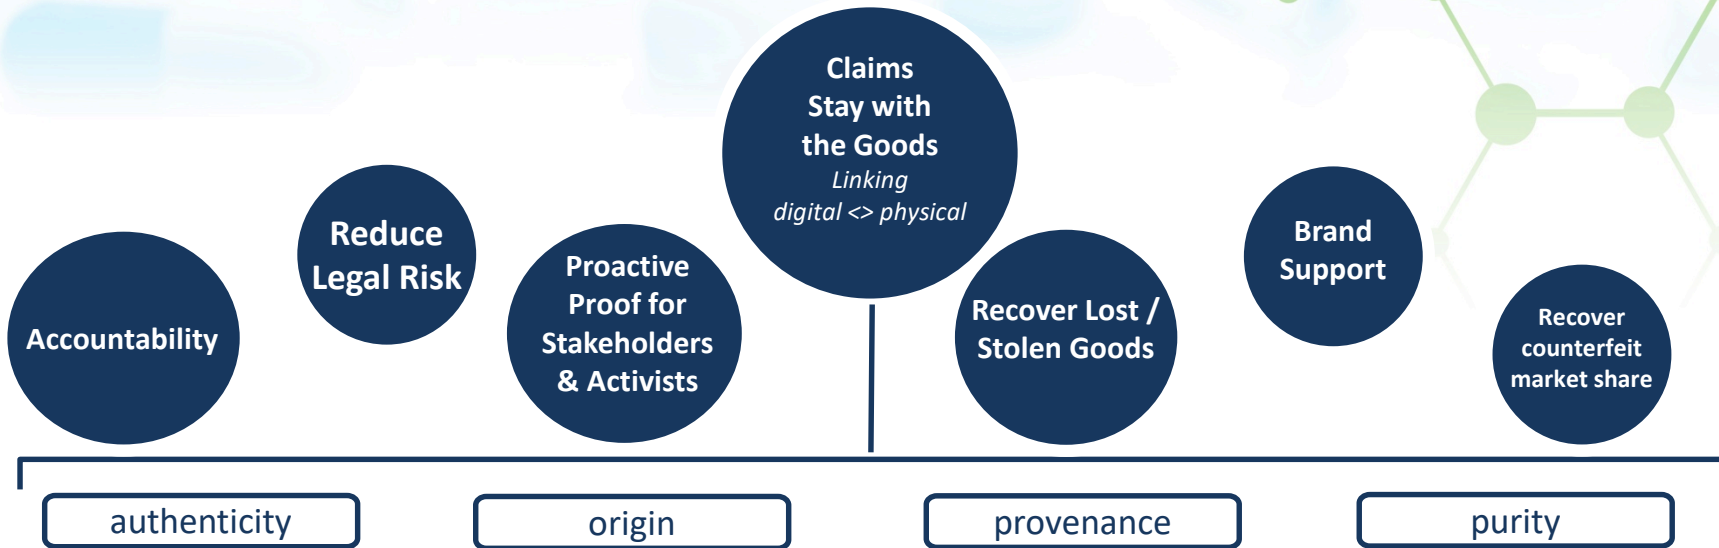 Accountability
Reduce
Legal Risk
Proactive
Proof for
Stakeholders
& Activists
Claims
Stay with
the Goods
Linking
digital <> physical
Recover Lost /
Stolen Goods
Brand
Support
Recover
counterfeit
market share
authenticity
origin
provenance
purity